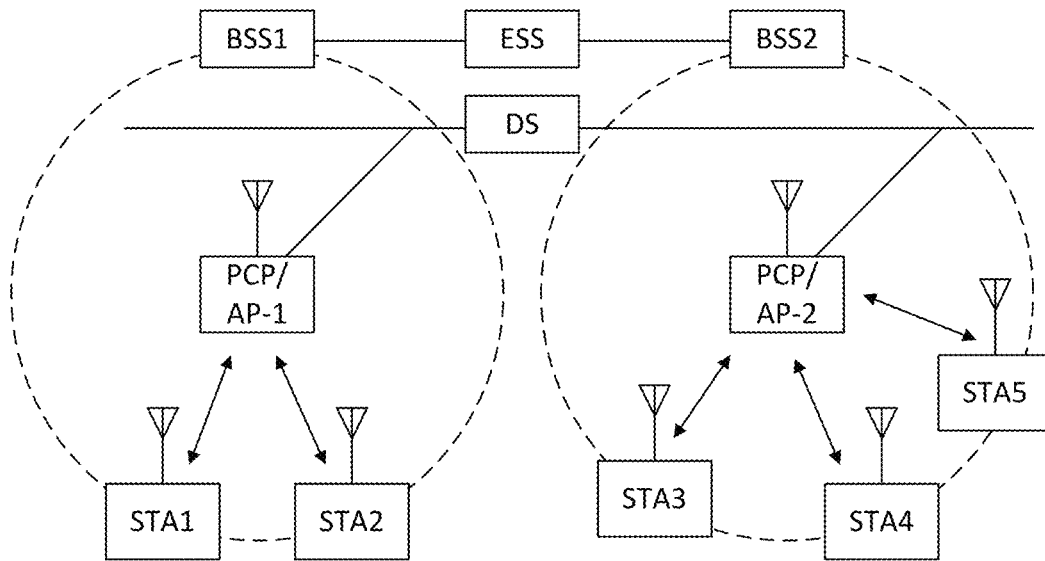 BSS1
ESS
BSS2
DS
PCP/
AP-1
PCP/
AP-2
STA5
STA1
STA2
STA3
STA4